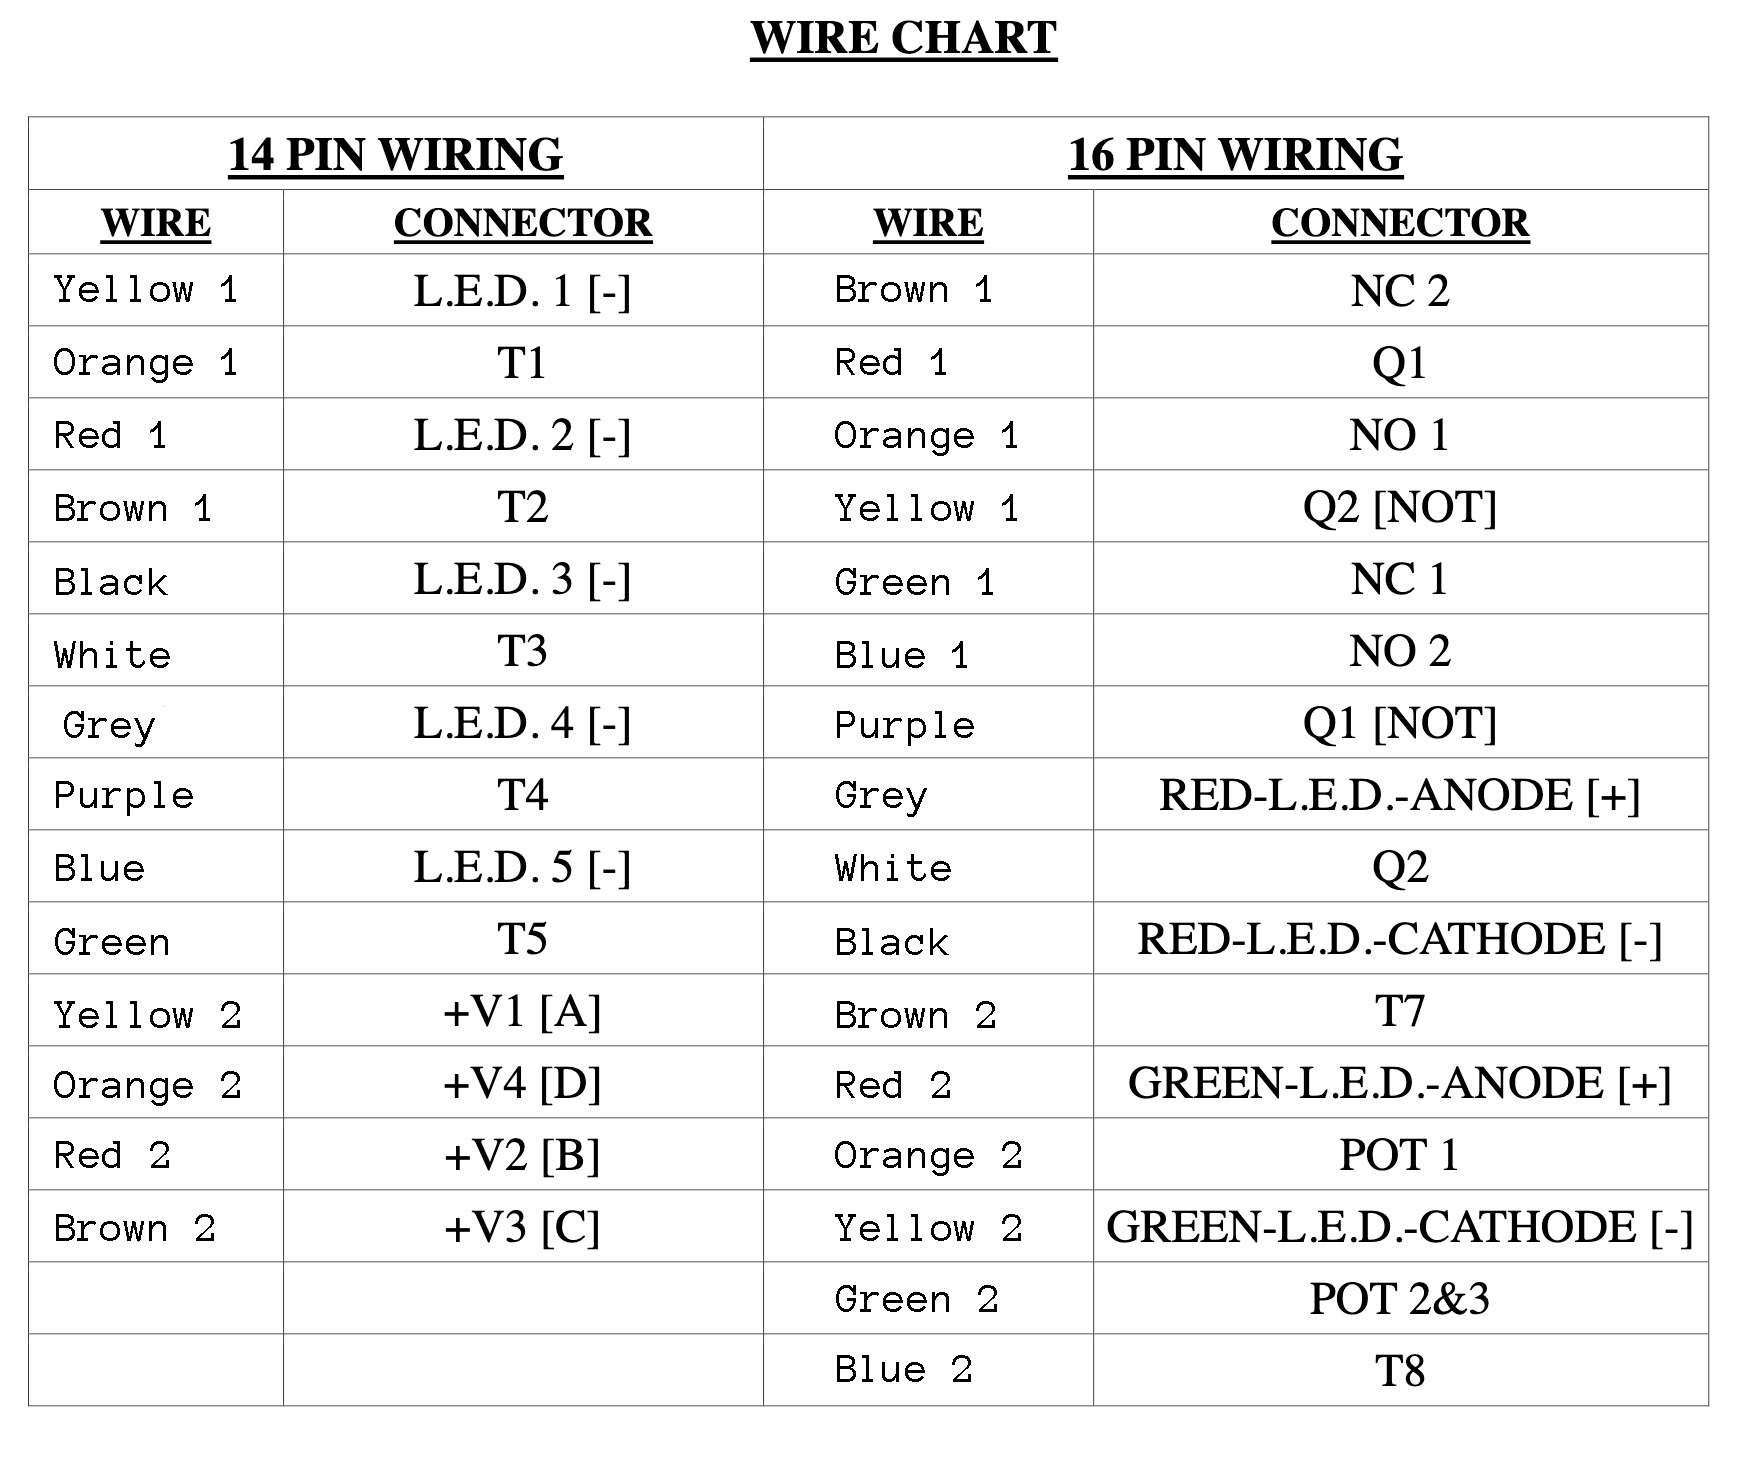 WIRE CHART
14 PIN WIRING 16 PIN WIRING
WIRE CONNECTOR WIRE CONNECTOR
Yellow 1 L.E.D. 1 [-] Brown 1 NC 2
Orange 1 T1 Red 1 Q1
Red 1 L.E.D. 2 [-] Orange 1 NO 1
Brown 1 T2 Yellow 1 Q2 [NOT]
Black L.E.D. 3 [-] Green 1 NC 1
White T3 Blue 1 NO 2
Grey L.E.D. 4 [-] Purple Q1 [NOT]
Purple T4 Grey RED-L.E.D.-ANODE [+]
Blue L.E.D. 5 [-] White Q2
Green T5 Black RED-L.E.D.-CATHODE [-]
Yellow 2 +V1 [A] Brown 2 T7
Orange 2 +V4 [D] Red 2 GREEN-L.E.D.-ANODE [+]
Red 2 +V2 [B] Orange 2 POT 1
Brown 2 +V3 [C] Yellow 2 GREEN-L.E.D.-CATHODE [-]
Green 2 POT 2&3
Blue 2 T8